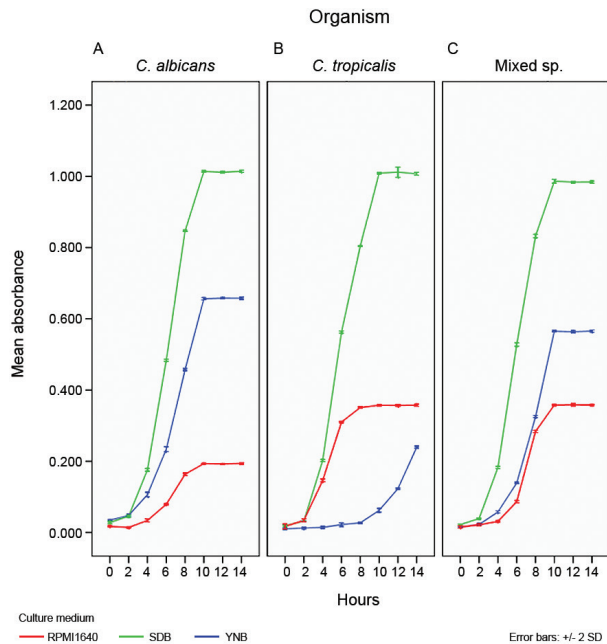 Organism
A B C
C. albicans C. tropicalis Mixed sp.
1.200
1.000
0.800
0.600
0.400
0.200
0.000
Mean absorbance
0 2 4 6 8 10 12 14 0 2 4 6 8 10 12 14 0 2 4 6 8 10 12 14
Hours
Culture medium
RPMI1640 SDB YNB Error bars: +/- 2 SD